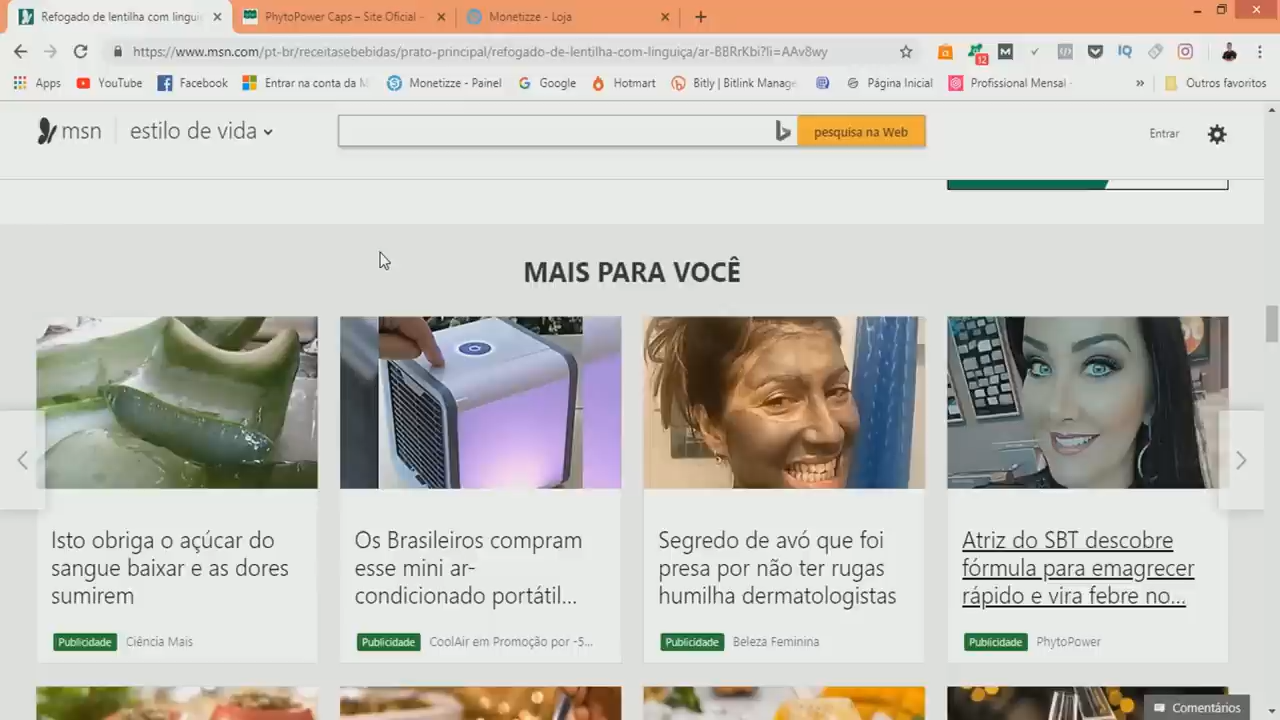 Refogado de lentilha com lingui
PhytoPower Caps – Site Oficial –
Monetizze - Loja
https://www.msn.com/pt-br/receitasebebidas/prato-principal/refogado-de-lentilha-com-linguiça/ar-BBRrKbi?li=AAv8wy
12
M
IQ
Apps
YouTube
Facebook
Entrar na conta da M
Monetizze - Painel
Google
Hotmart
Bitly | Bitlink Manage
Página Inicial
Profissional Mensal -
»
Outros favoritos
msn
estilo de vida
pesquisa na Web
Entrar
MAIS PARA VOCÊ
Isto obriga o açúcar do
sangue baixar e as dores
sumirem
Publicidade Ciência Mais
Os Brasileiros compram
esse mini ar-
condicionado portátil...
Publicidade CoolAir em Promoção por -5...
Segredo de avó que foi
presa por não ter rugas
humilha dermatologistas
Publicidade Beleza Feminina
Atriz do SBT descobre
fórmula para emagrecer
rápido e vira febre no...
Publicidade PhytoPower
Comentários